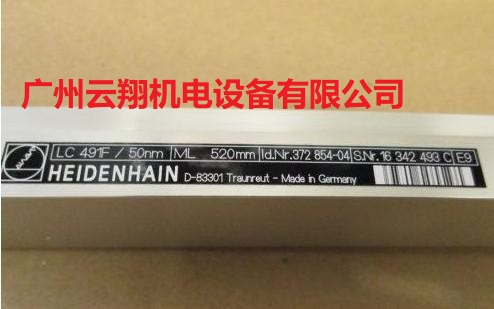 广州云翔机电设备有限公司
LC 491F / 50nm ML 520mm Id.Nr.372 854-04 S.Nr. 16 342 493 C E9
HEIDENHAIN D-83301 Traunreut - Made in Germany